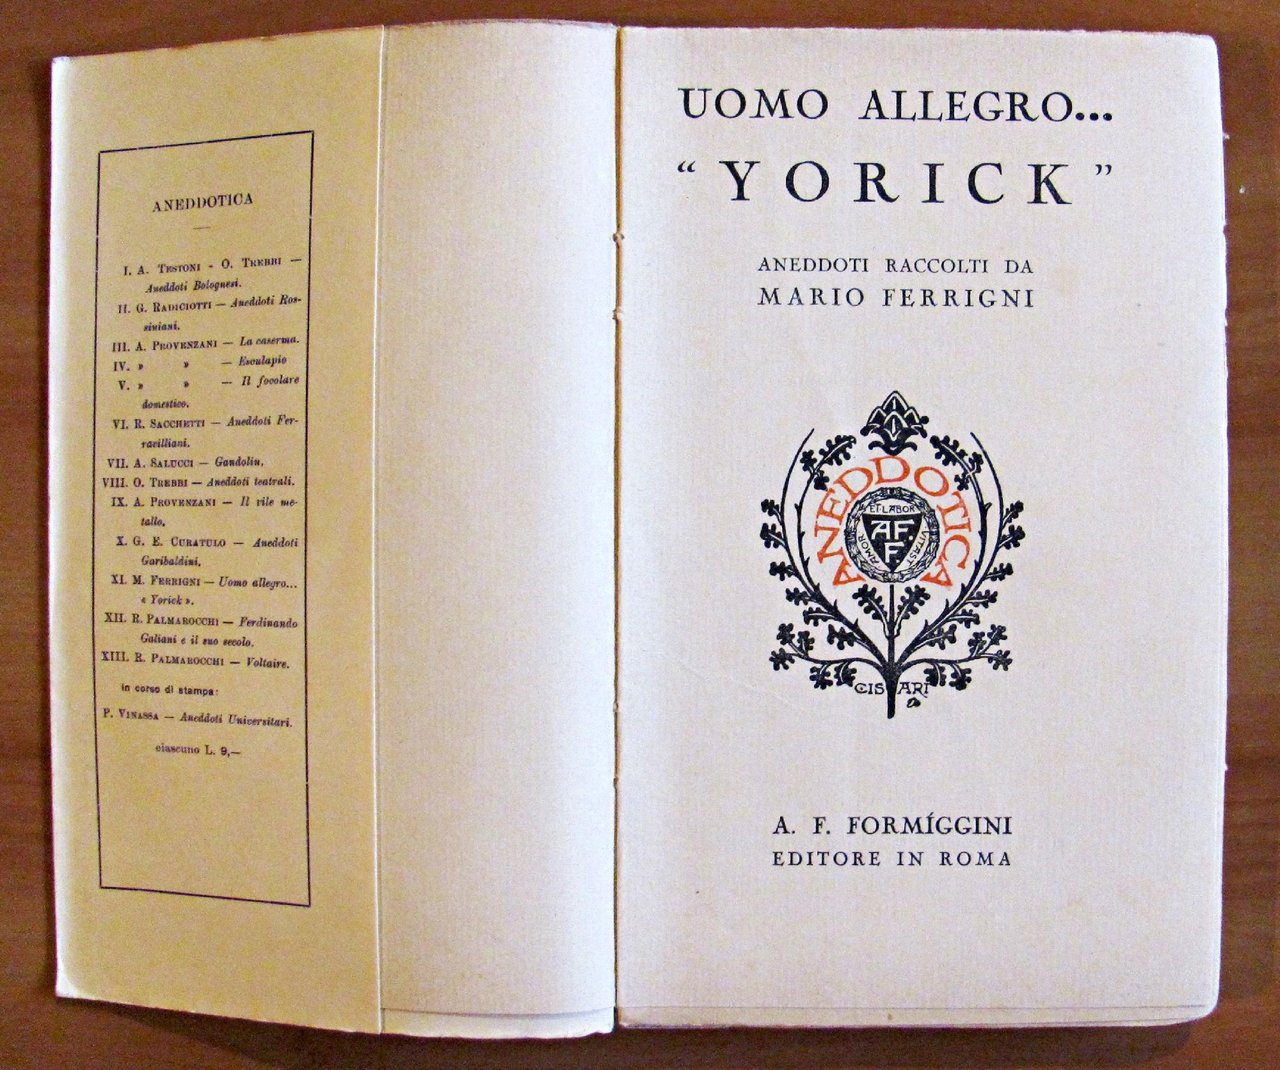 ANEDDOTICA
I. A. TESTONI - O. TREBBI —
Aneddoti Bolognesi.
II. G. RADICIOTTI — Aneddoti Ros-
siniani.
III. A. PROVENZANI — La caserma.
IV. » » — Esculapio
V. » » — Il focolare
domestico.
VI. R. SACCHETTI — Aneddoti Fer-
ravilliani.
VII. A. SALUCCI — Gandolin.
VIII. O. TREBBI — Aneddoti teatrali.
IX. A. PROVENZANI — Il vile me-
tallo.
X. G. E. CURATULO — Aneddoti
Garibaldini.
XI. M. FERRIGNI — Uomo allegro...
« Yorick ».
XII. R. PALMAROCCHI — Ferdinando
Galiani e il suo secolo.
XIII. R. PALMAROCCHI — Voltaire.
in corso di stampa:
P. VINASSA — Aneddoti Universitari.
ciascuno L. 9,—
UOMO ALLEGRO...
“YORICK”
ANEDDOTI RACCOLTI DA
MARIO FERRIGNI
ANEDDOTICA
AMOR ET LABOR VITAST
AFF
CISARI
A. F. FORMÍGGINI
EDITORE IN ROMA